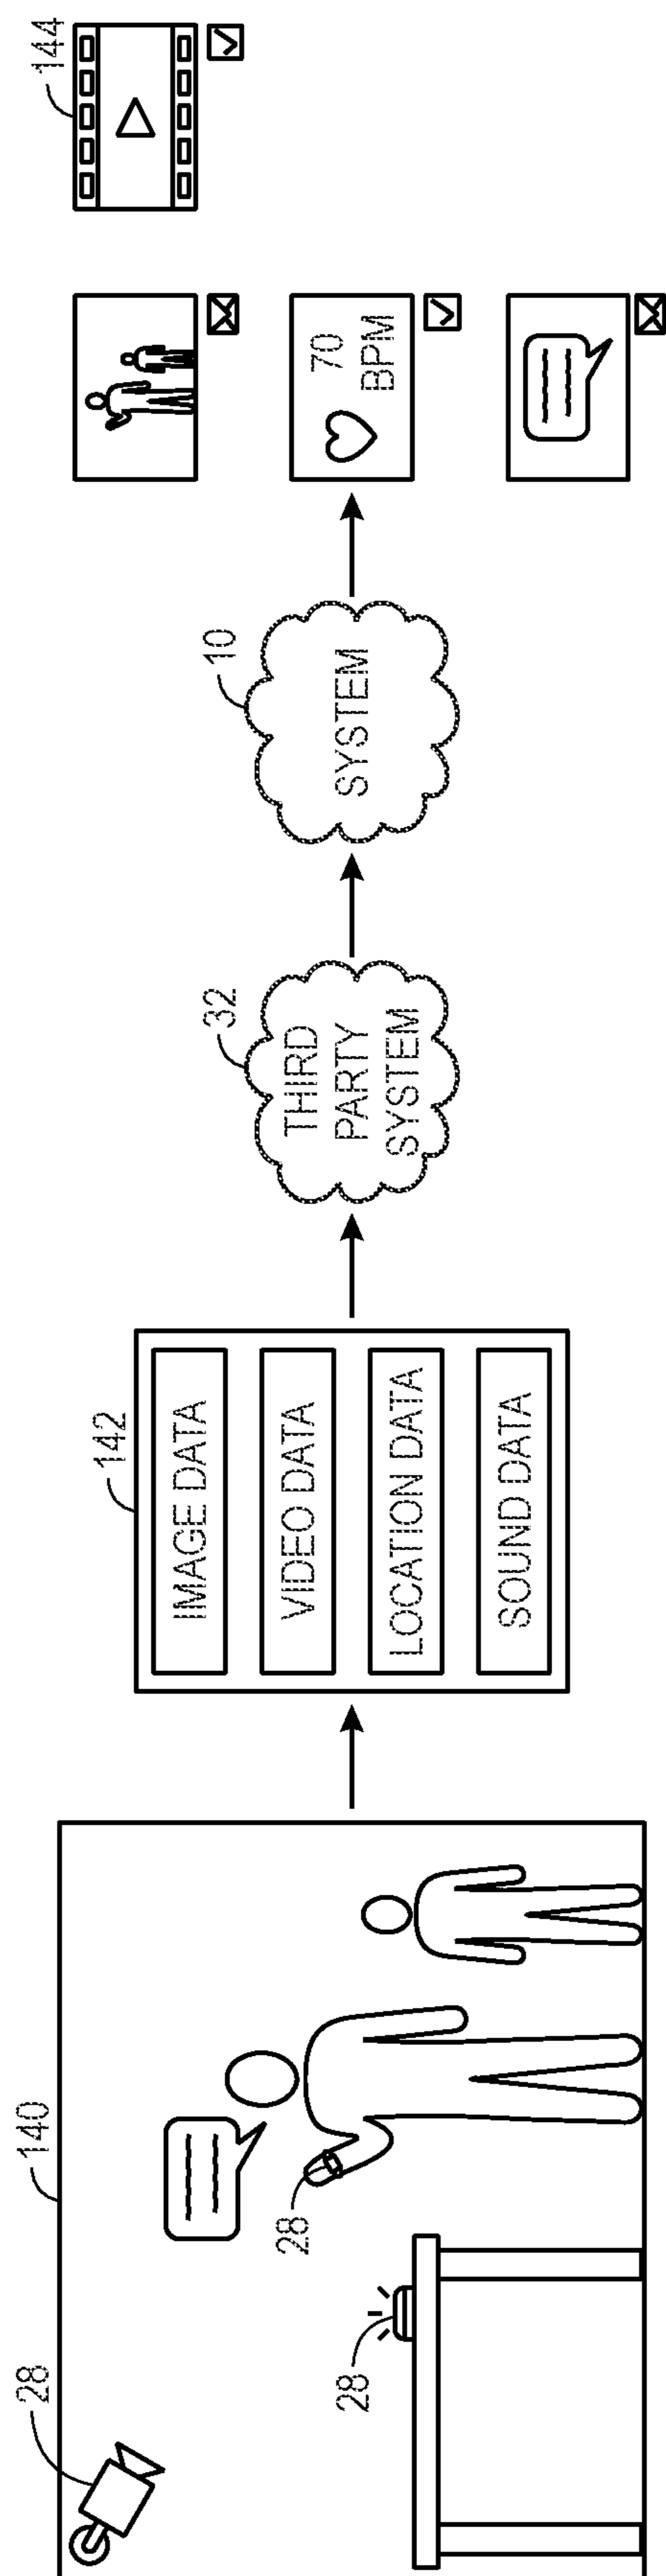 140
28
28
28
142
IMAGE DATA
VIDEO DATA
LOCATION DATA
SOUND DATA
32
THIRD
PARTY
SYSTEM
10
SYSTEM
70
BPM
144